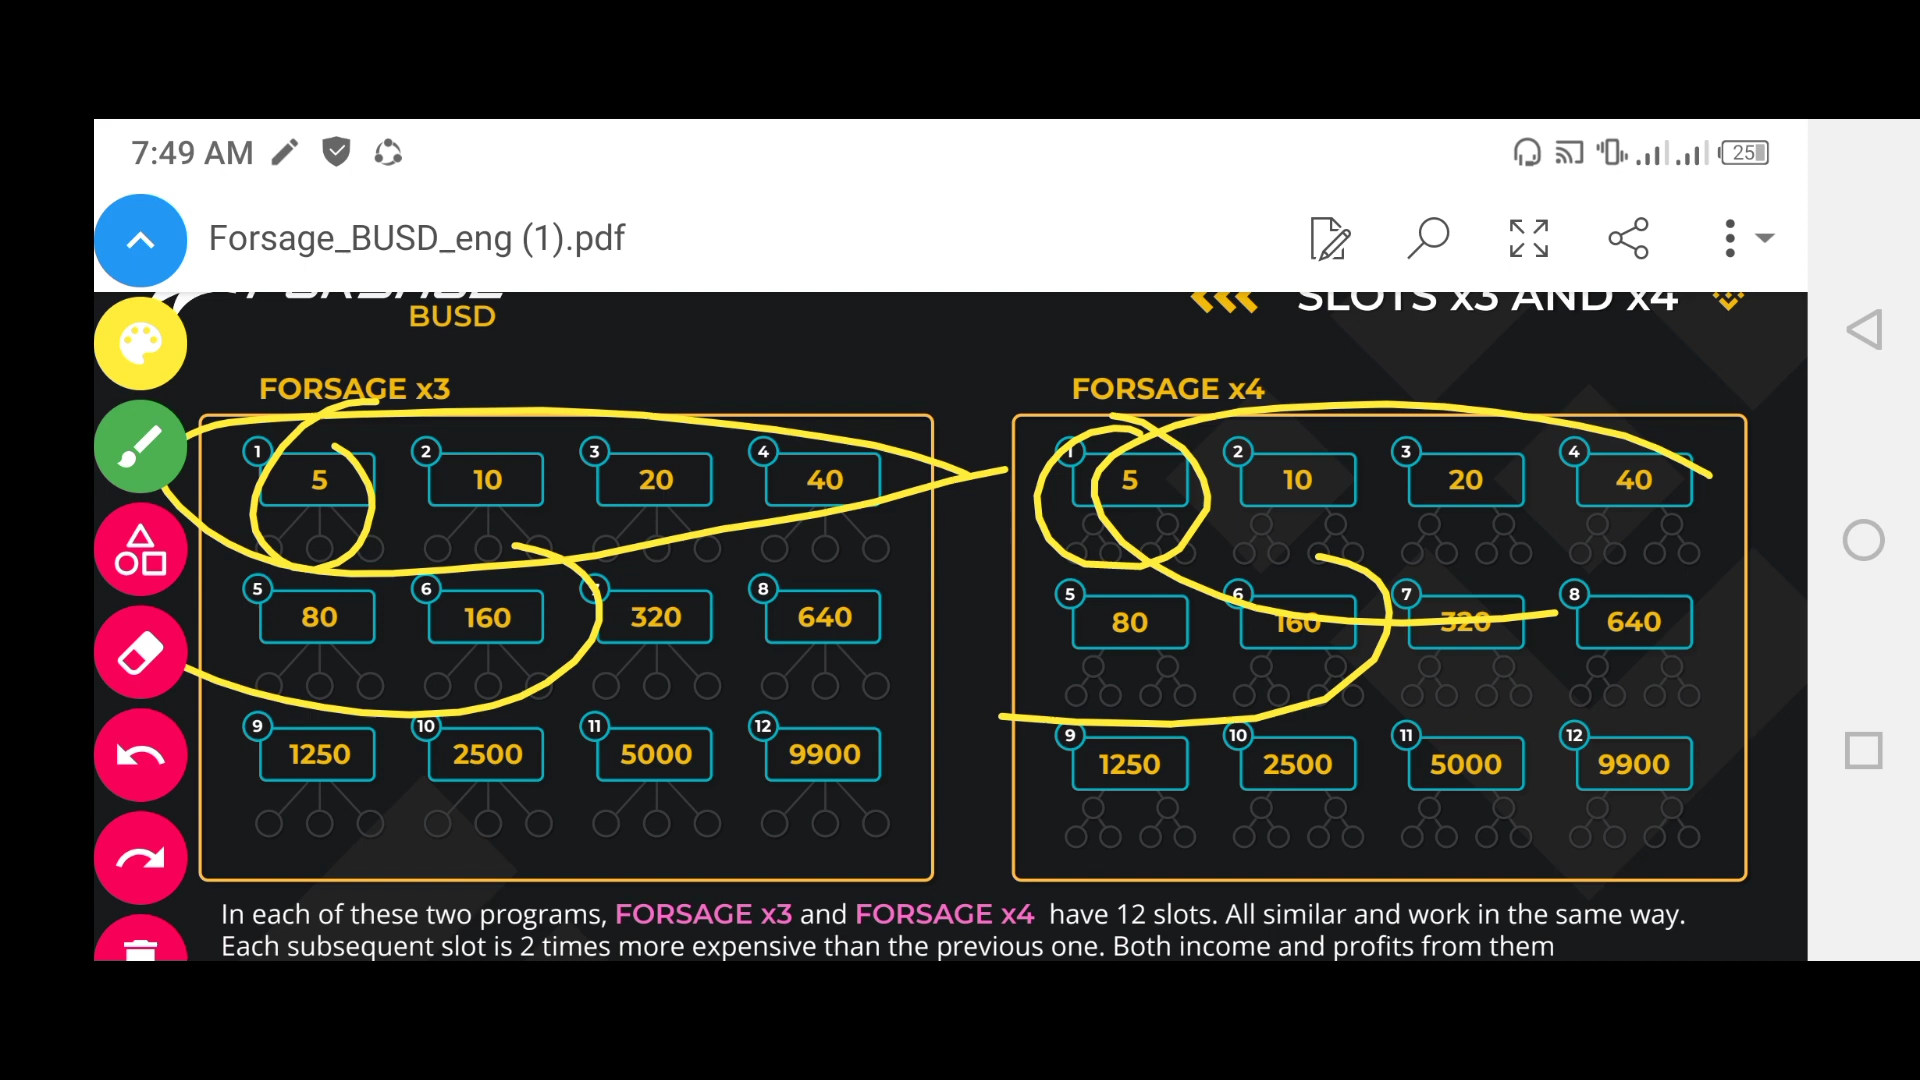 7:49 AM
25
Forsage_BUSD_eng (1).pdf
FORSAGE
BUSD
SLOTS x3 AND x4
FORSAGE x3
FORSAGE x4
1 5 2 10 3 20 4 40
1 5 2 10 3 20 4 40
5 80 6 160 320 8 640
5 80 6 160 7 320 8 640
9 1250 10 2500 11 5000 12 9900
9 1250 10 2500 11 5000 12 9900
In each of these two programs, FORSAGE x3 and FORSAGE x4 have 12 slots. All similar and work in the same way.
Each subsequent slot is 2 times more expensive than the previous one. Both income and profits from them